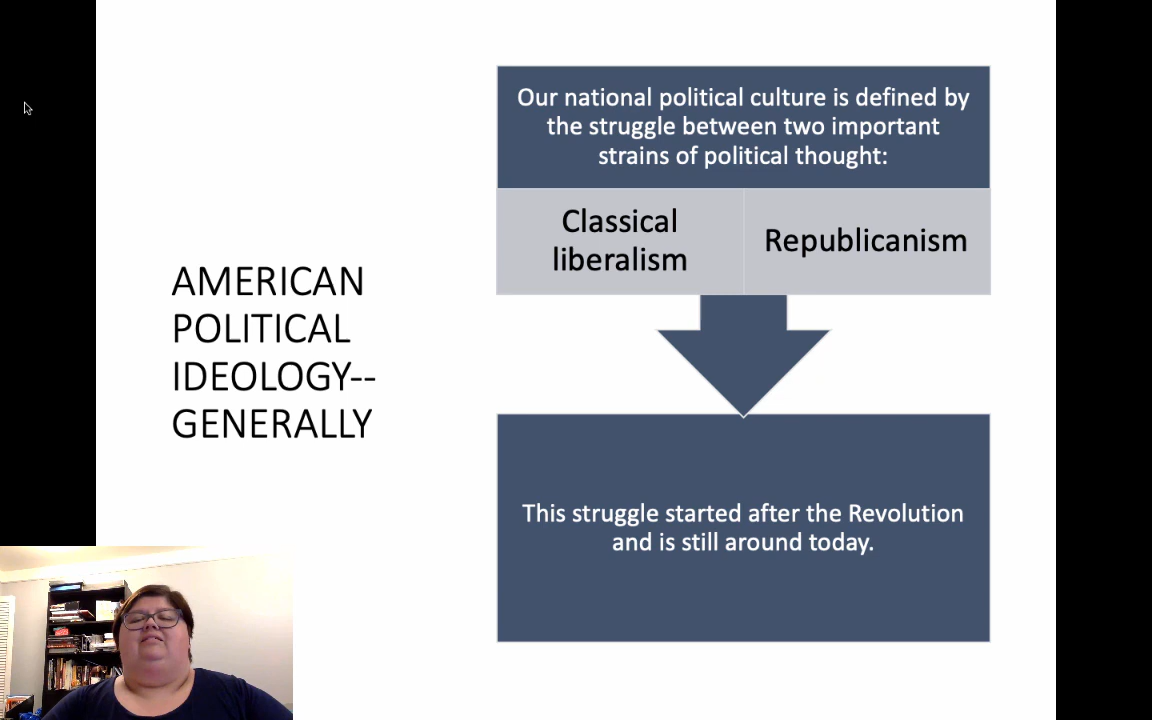 AMERICAN
POLITICAL
IDEOLOGY--
GENERALLY
Our national political culture is defined by
the struggle between two important
strains of political thought:
Classical
liberalism
Republicanism
This struggle started after the Revolution
and is still around today.